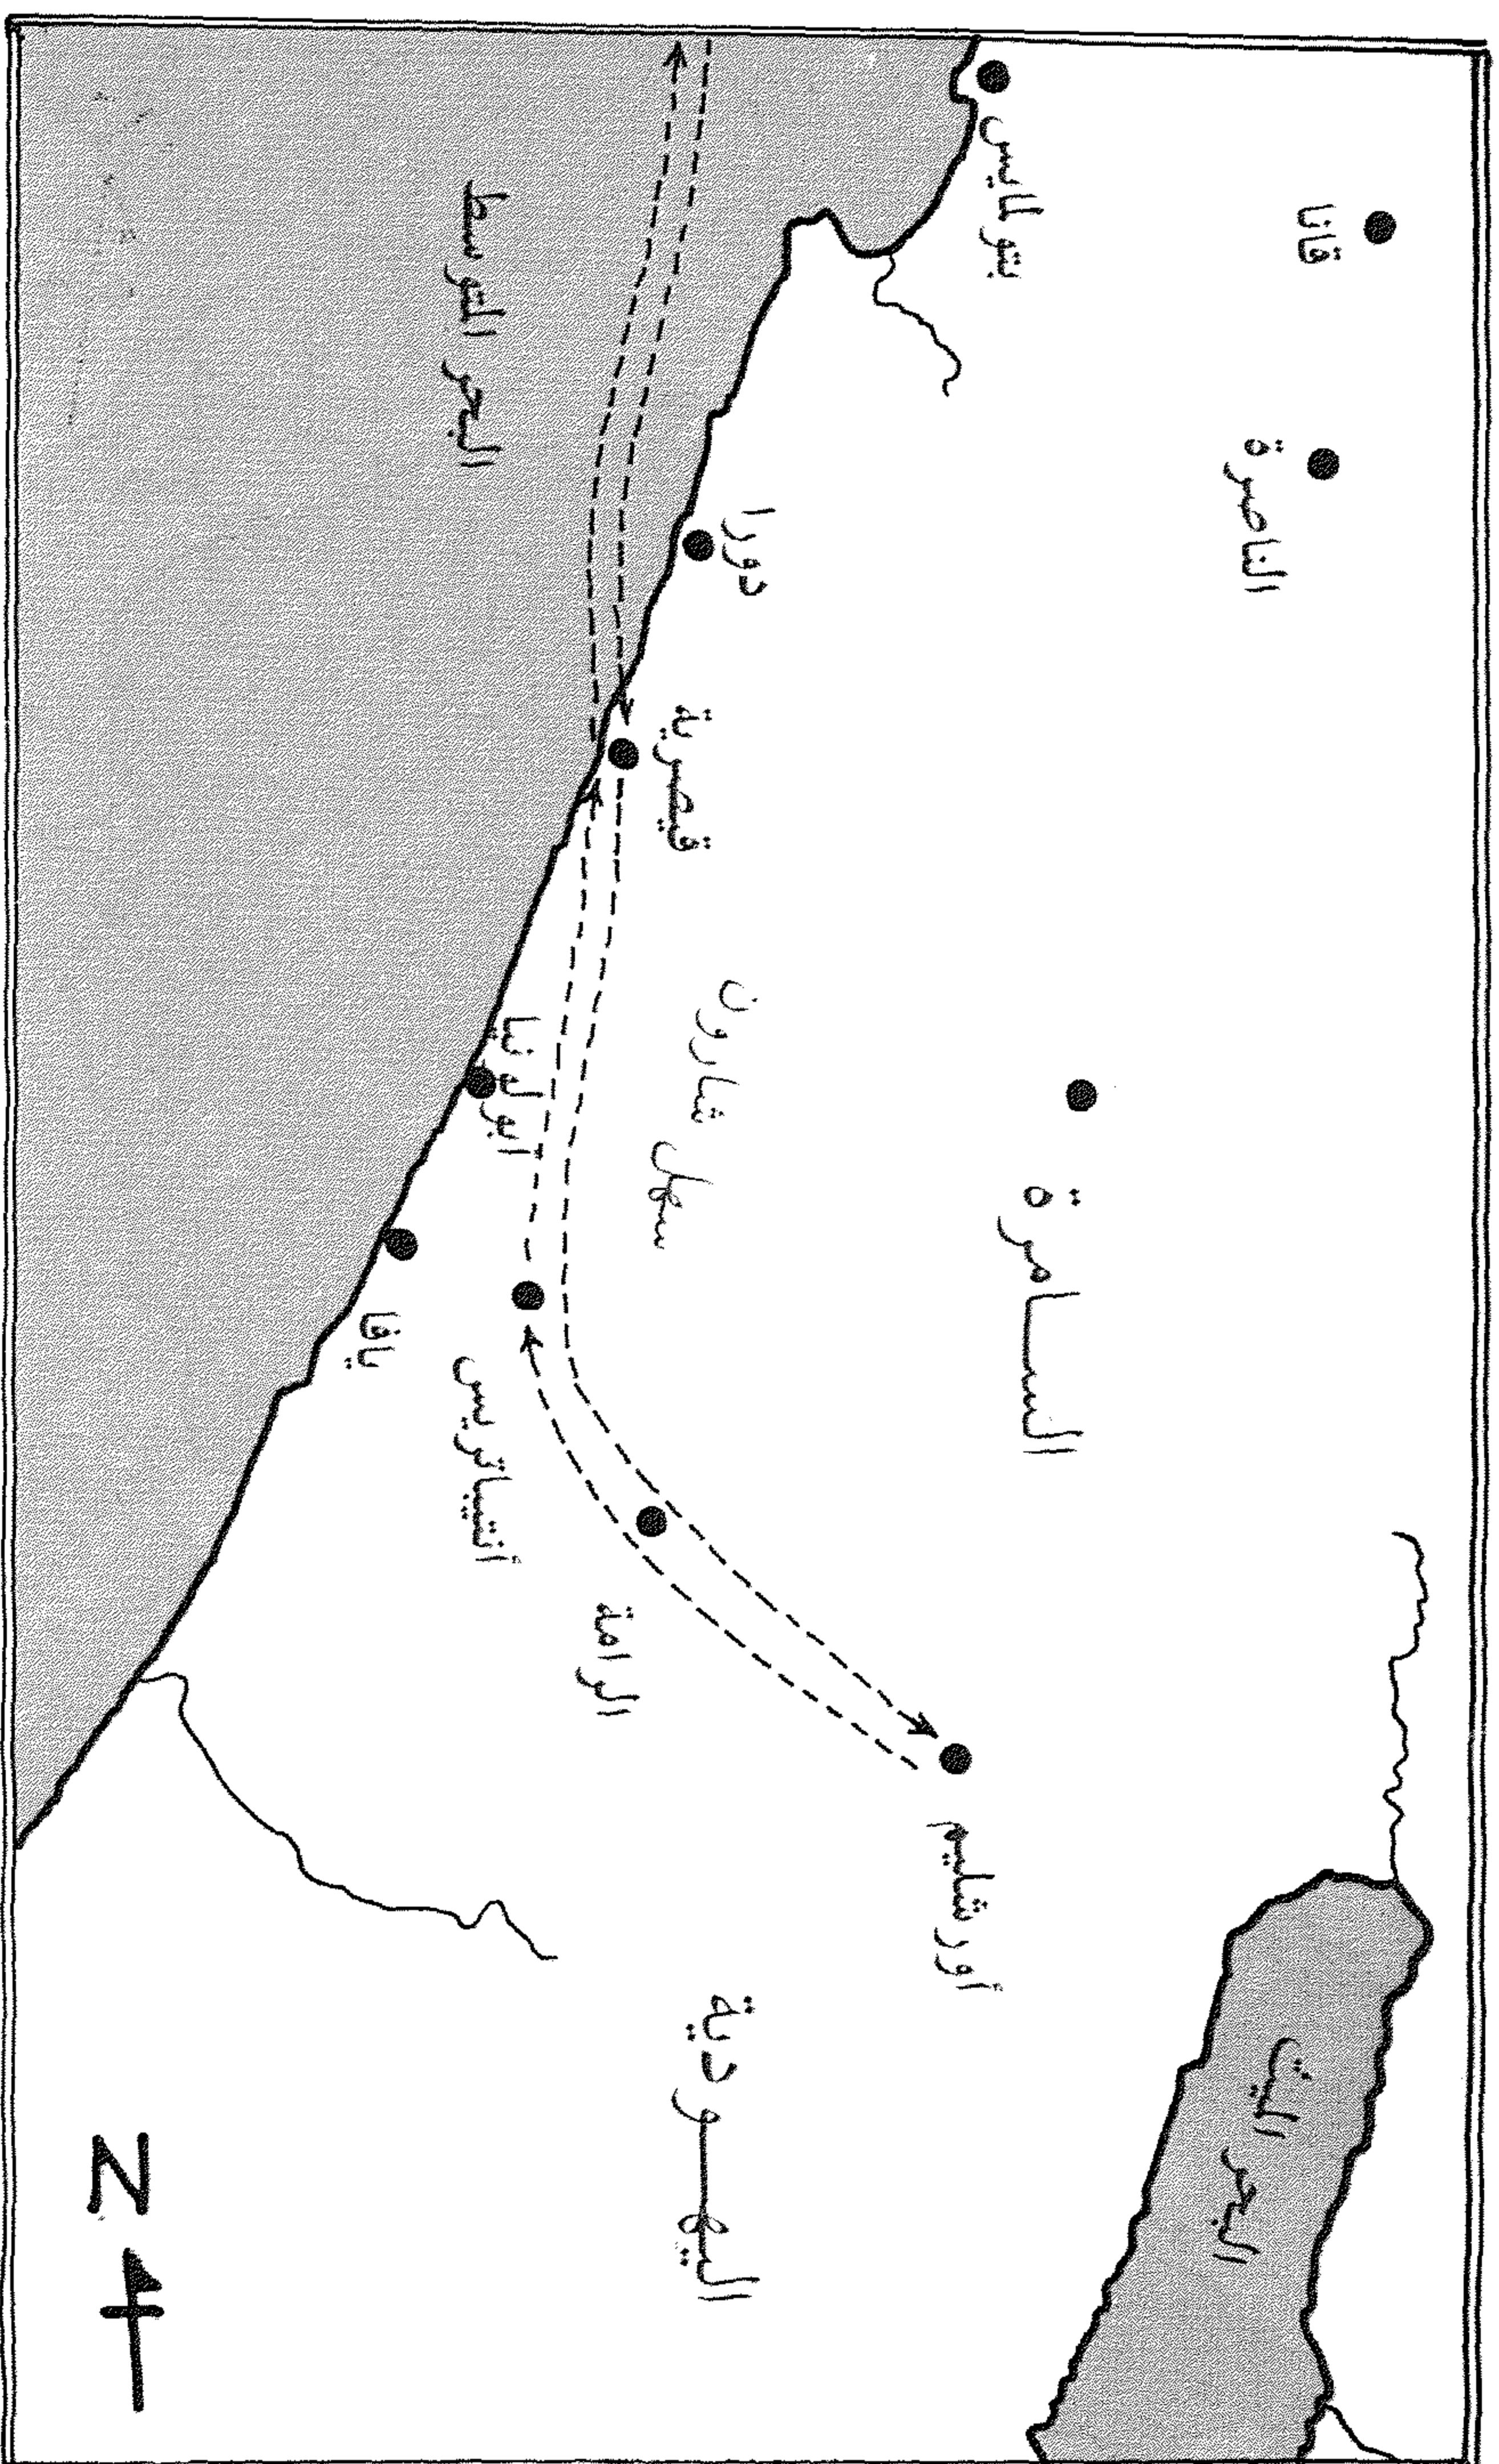 بتولمايس
قانا
الناصرة
البحر المتوسط
دورا
قيصرية
سهل شارون
أبولونيا
السامرة
يافا
أنتيباتريس
الرامة
أورشليم
اليهودية
البحر الميت
N